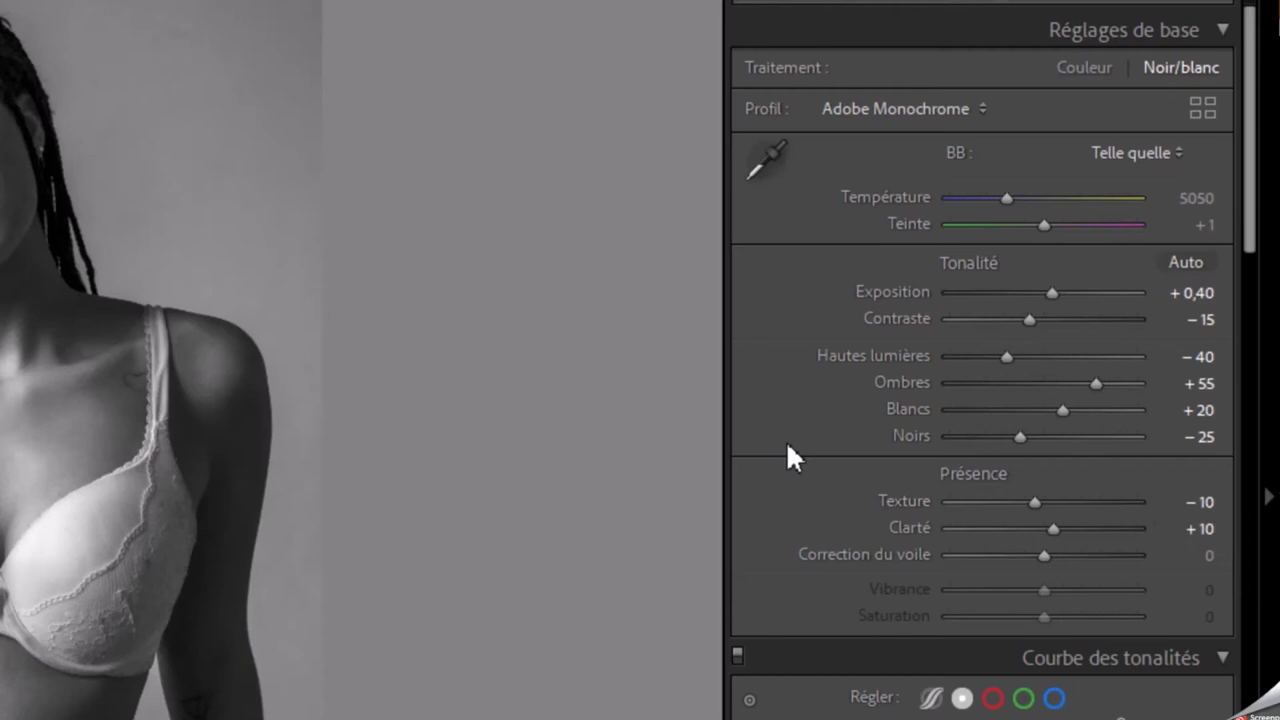 Réglages de base
Traitement : Couleur | Noir/blanc
Profil : Adobe Monochrome
BB : Telle quelle
Température 5050
Teinte + 1
Tonalité Auto
Exposition + 0,40
Contraste – 15
Hautes lumières – 40
Ombres + 55
Blancs + 20
Noirs – 25
Présence
Texture – 10
Clarté + 10
Correction du voile 0
Vibrance 0
Saturation 0
Courbe des tonalités
Régler :